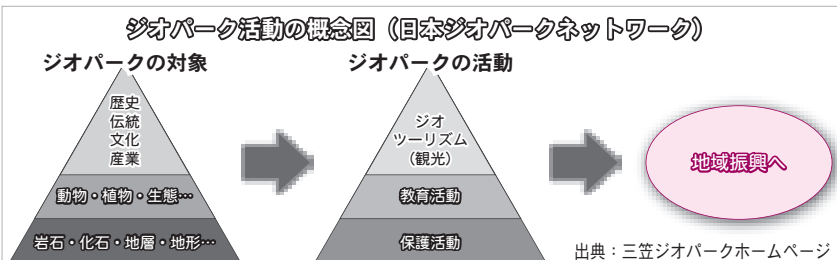 ジオパーク活動の概念図（日本ジオパークネットワーク）
ジオパークの対象
歴史
伝統
文化
産業
動物・植物・生態…
岩石・化石・地層・地形…
ジオパークの活動
ジオ
ツーリズム
（観光）
教育活動
保護活動
地域振興へ
出典：三笠ジオパークホームページ